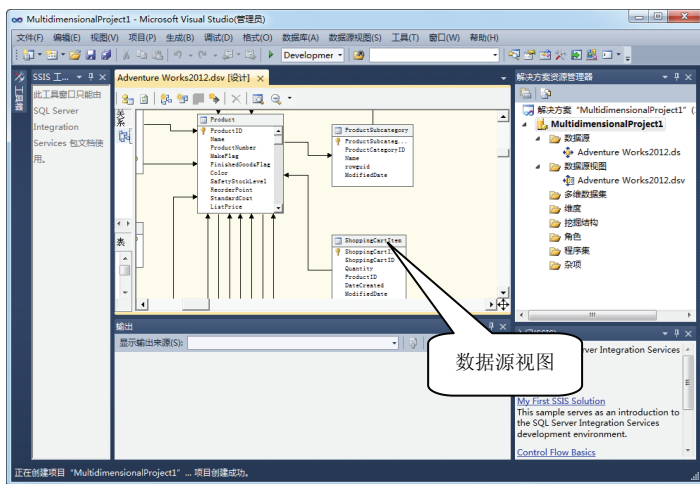 MultidimensionalProject1 - Microsoft Visual Studio(管理员)
文件(F) 编辑(E) 视图(V) 项目(P) 生成(B) 调试(D) 格式(O) 数据库(A) 数据源视图(S) 工具(T) 窗口(W) 帮助(H)
Developmer
工具箱
SSIS 工...
此工具窗口只能由
SQL Server
Integration
Services 包文档使
用。
Adventure Works2012.dsv [设计]
关系
表
Product
ProductID
Name
ProductNumber
MakeFlag
FinishedGoodsFlag
Color
SafetyStockLevel
ReorderPoint
StandardCost
ListPrice
ProductSubcategory
ProductSubcateg...
ProductCategoryID
Name
rowguid
ModifiedDate
ShoppingCartItem
ShoppingCartI...
ShoppingCartID
Quantity
ProductID
DateCreated
ModifiedDate
输出
显示输出来源(S):
数据源视图
解决方案资源管理器
解决方案 "MultidimensionalProject1" (
MultidimensionalProject1
数据源
Adventure Works2012.ds
数据源视图
Adventure Works2012.dsv
多维数据集
维度
挖掘结构
角色
程序集
杂项
(SSIS)
rver Integration Services
My First SSIS Solution
This sample serves as an introduction to
the SQL Server Integration Services
development environment.
Control Flow Basics
正在创建项目 "MultidimensionalProject1" ... 项目创建成功。